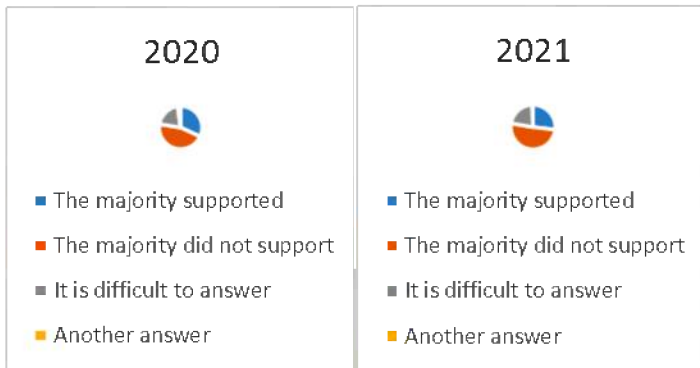 2020
The majority supported
The majority did not support
It is difficult to answer
Another answer
2021
The majority supported
The majority did not support
It is difficult to answer
Another answer